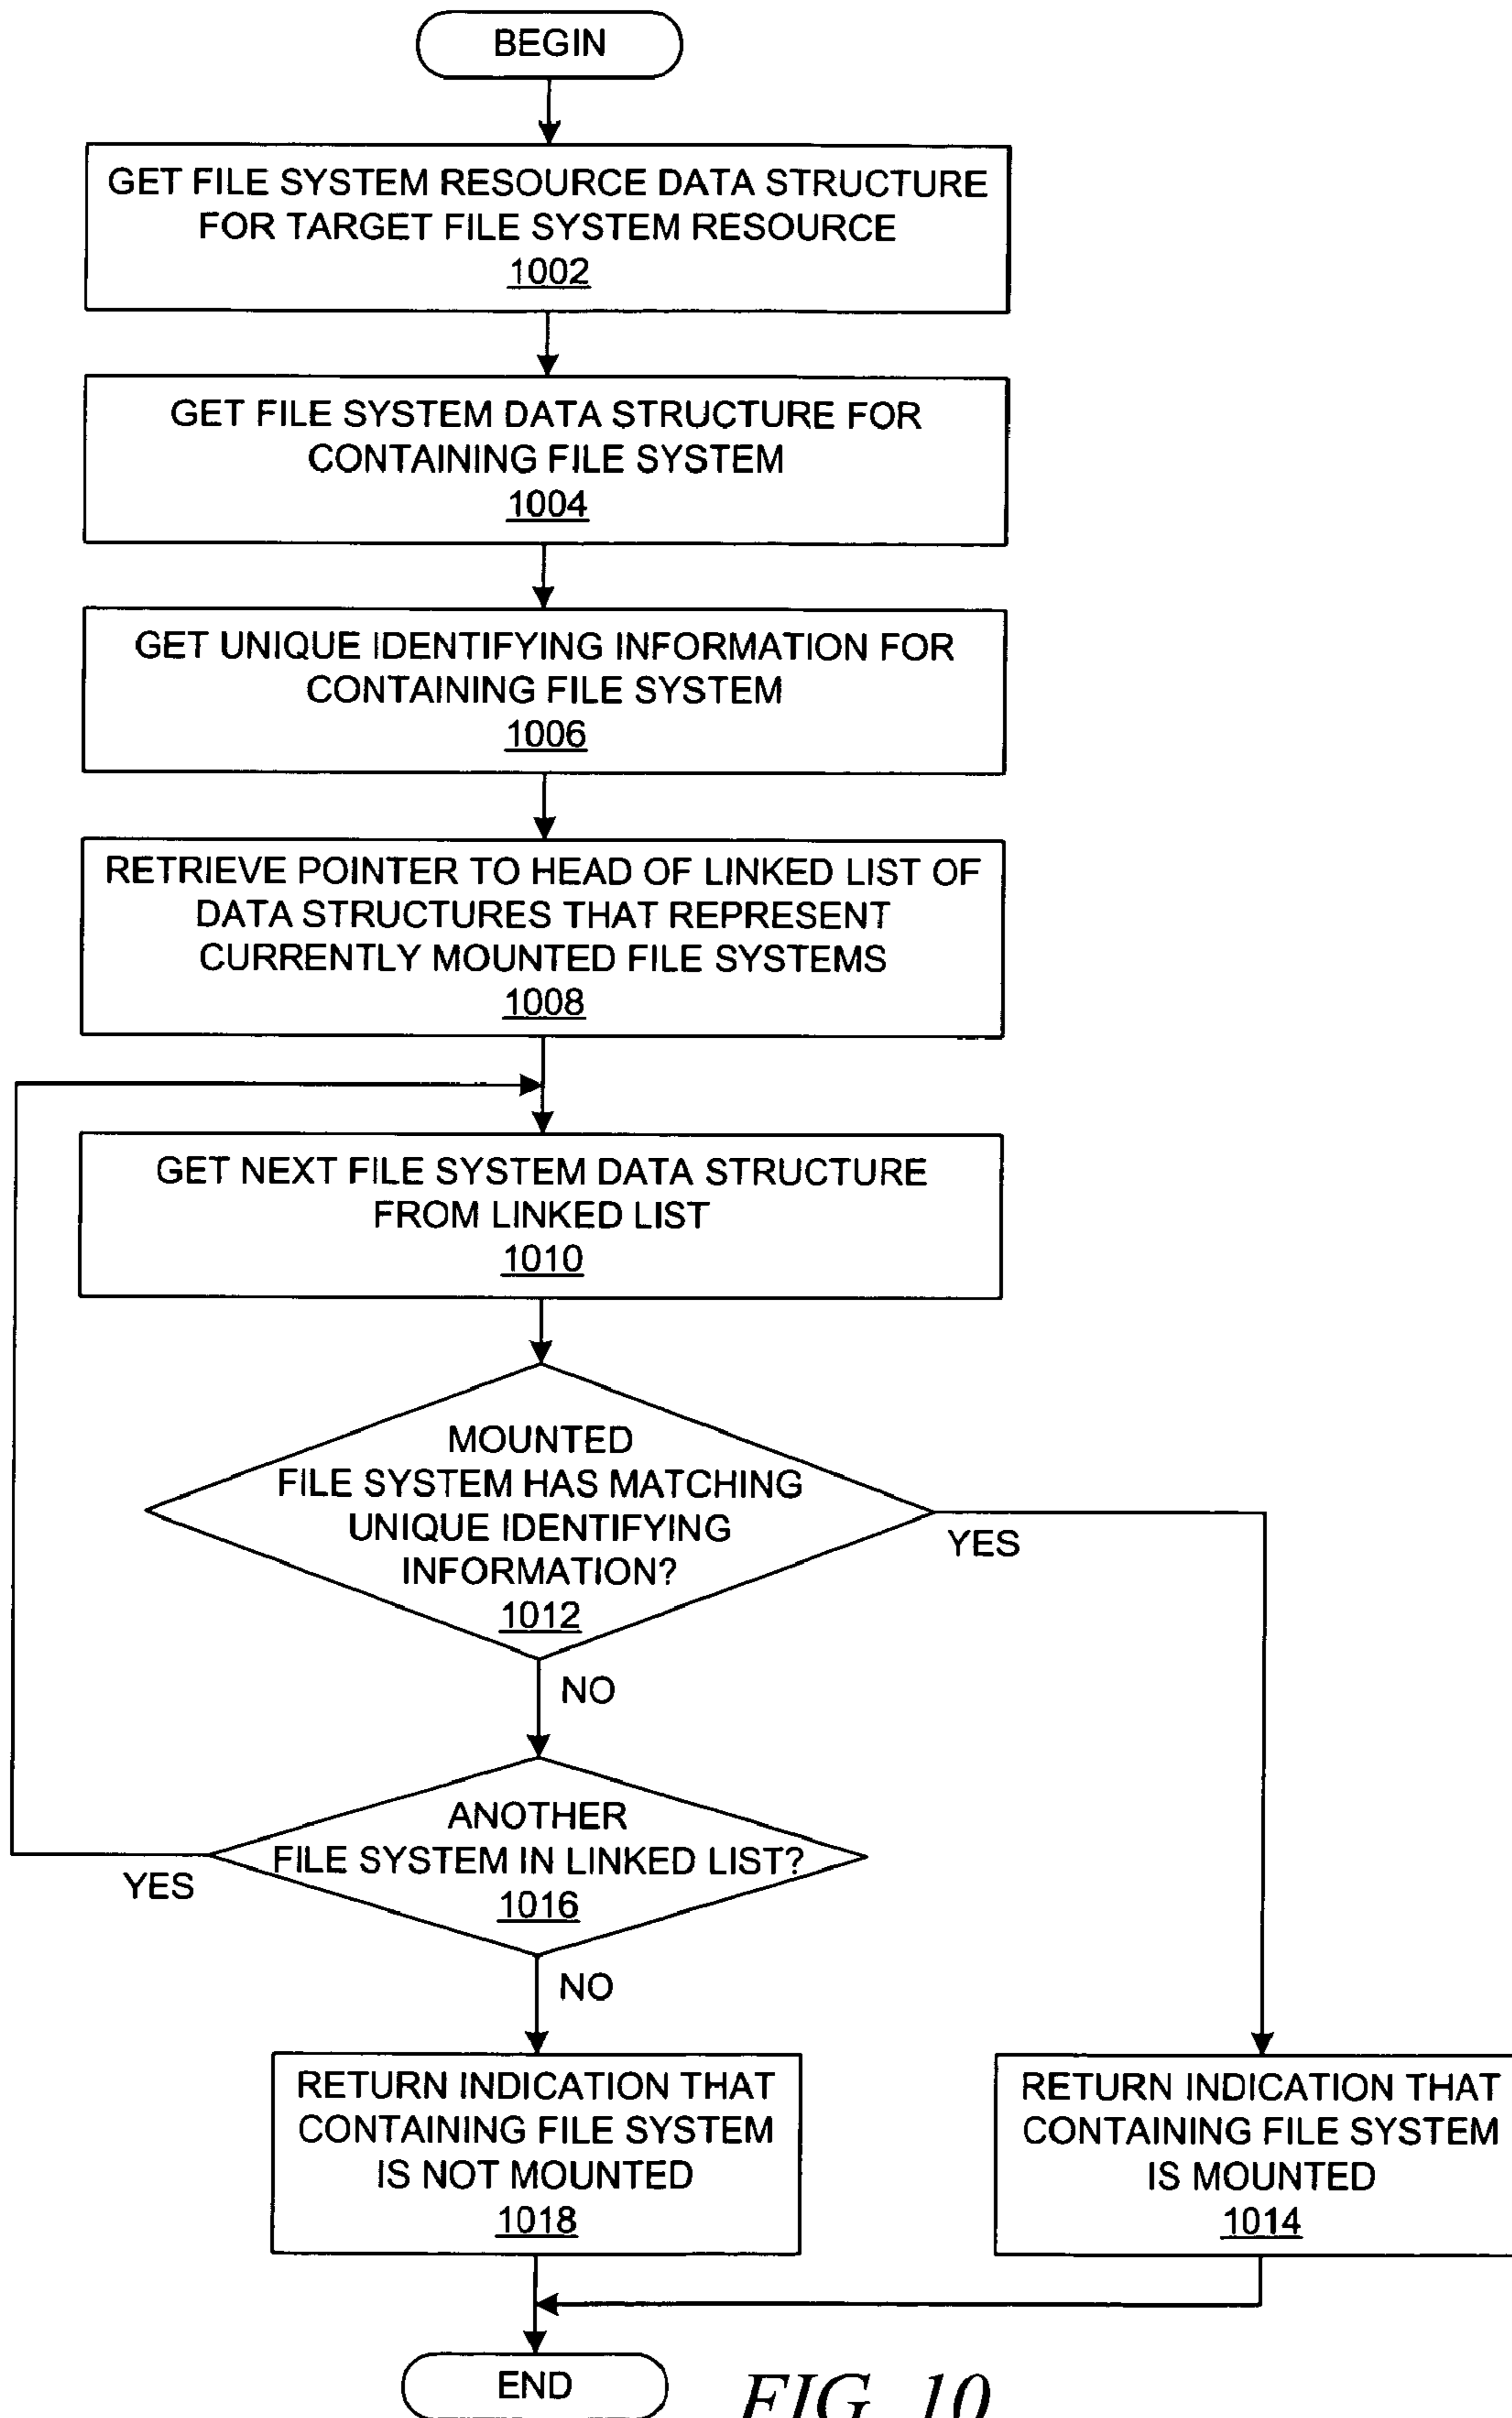 BEGIN
GET FILE SYSTEM RESOURCE DATA STRUCTURE
FOR TARGET FILE SYSTEM RESOURCE
1002
GET FILE SYSTEM DATA STRUCTURE FOR
CONTAINING FILE SYSTEM
1004
GET UNIQUE IDENTIFYING INFORMATION FOR
CONTAINING FILE SYSTEM
1006
RETRIEVE POINTER TO HEAD OF LINKED LIST OF
DATA STRUCTURES THAT REPRESENT
CURRENTLY MOUNTED FILE SYSTEMS
1008
GET NEXT FILE SYSTEM DATA STRUCTURE
FROM LINKED LIST
1010
MOUNTED
FILE SYSTEM HAS MATCHING
UNIQUE IDENTIFYING
INFORMATION?
1012
YES
NO
ANOTHER
FILE SYSTEM IN LINKED LIST?
1016
YES
NO
RETURN INDICATION THAT
CONTAINING FILE SYSTEM
IS NOT MOUNTED
1018
RETURN INDICATION THAT
CONTAINING FILE SYSTEM
IS MOUNTED
1014
END
FIG. 10